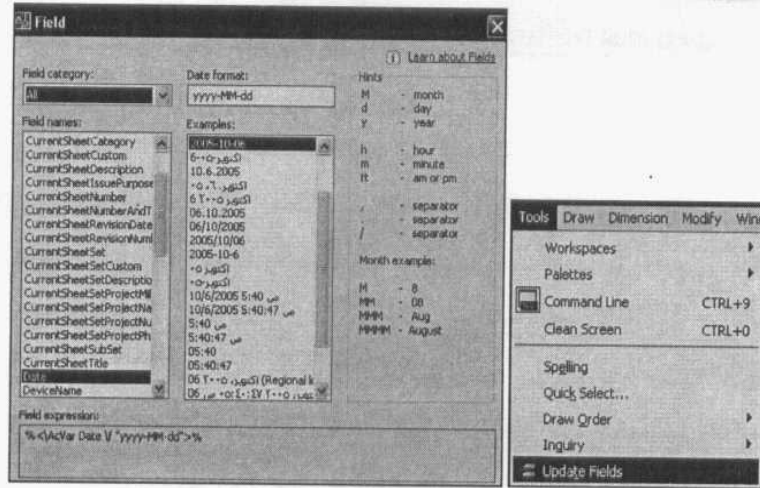 Field
Learn about Fields
Field category:
All
Field names:
CurrentSheetCategory
CurrentSheetCustom
CurrentSheetDescription
CurrentSheetIssuePurpose
CurrentSheetNumber
CurrentSheetNumberAndT
CurrentSheetRevisionDate
CurrentSheetRevisionNuml
CurrentSheetSet
CurrentSheetSetCustom
CurrentSheetSetDescriptio
CurrentSheetSetProjectMil
CurrentSheetSetProjectNa
CurrentSheetSetProjectNu
CurrentSheetSetProjectPh
CurrentSheetSubSet
CurrentSheetTitle
Date
DeviceName
Date format:
yyyy-MM-dd
Examples:
2005-10-06
10.6.2005
06.10.2005
06/10/2005
2005/10/06
2005-10-6
10/6/2005 5:40 ص
10/6/2005 5:40:47 ص
5:40 ص
5:40:47 ص
05:40
05:40:47
06 اكتوبر, ٢٠٠٥ (Regional l
Hints
M - month
d - day
y - year
h - hour
m - minute
tt - am or pm
, - separator
- separator
/ - separator
Month example:
M - 8
MM - 08
MMM - Aug
MMMM - August
Field expression:
%<\AcVar Date \f "yyyy-MM-dd">%
Tools Draw Dimension Modify Win
Workspaces
Palettes
Command Line CTRL+9
Clean Screen CTRL+0
Spelling
Quick Select...
Draw Order
Inquiry
Update Fields